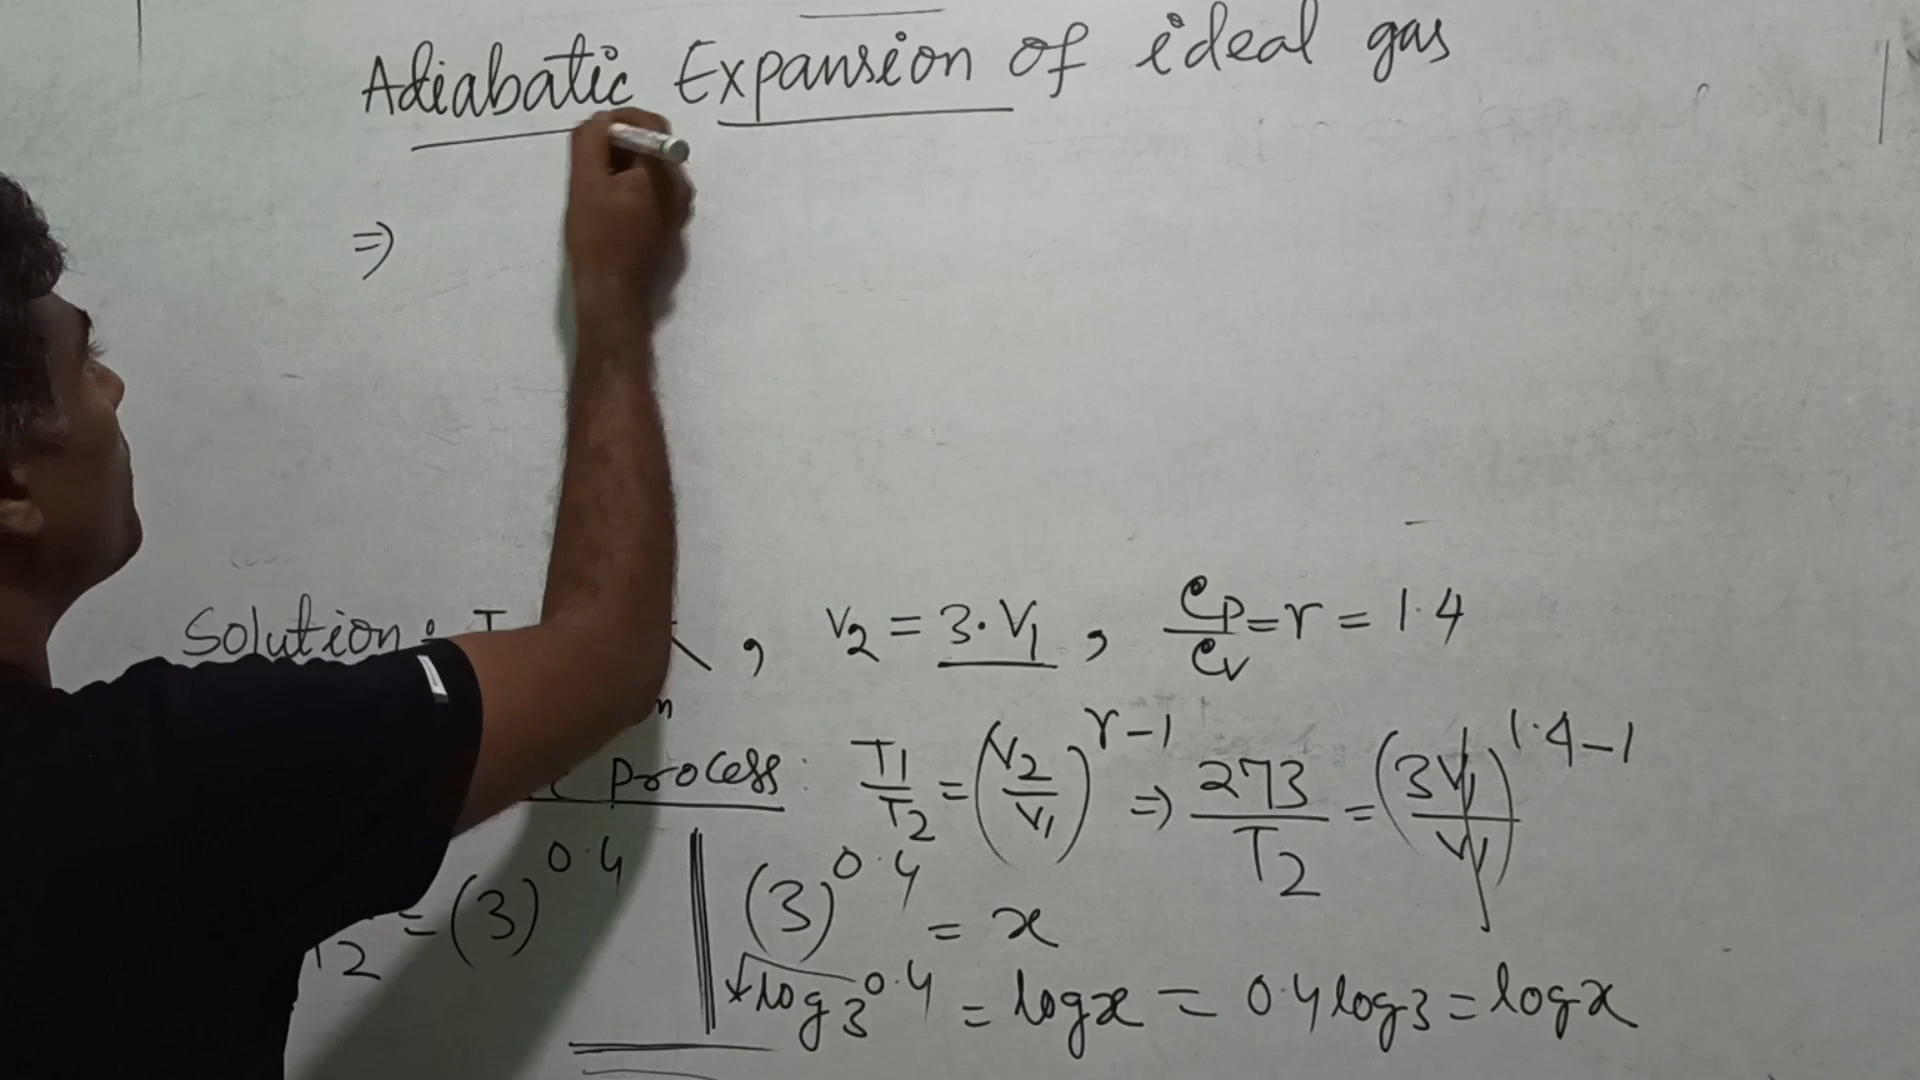 Adiabatic Expansion of ideal gas
⇒
Solution : T , V2 = 3·V1 , Cp/Cv = r = 1.4
process : T1/T2 = (V2/V1)^r-1 ⇒ 273/T2 = (3V1/V1)^1.4-1
T2 = (3)^0.4 (3)^0.4 = x
log 3^0.4 = log x = 0.4 log 3 = log x